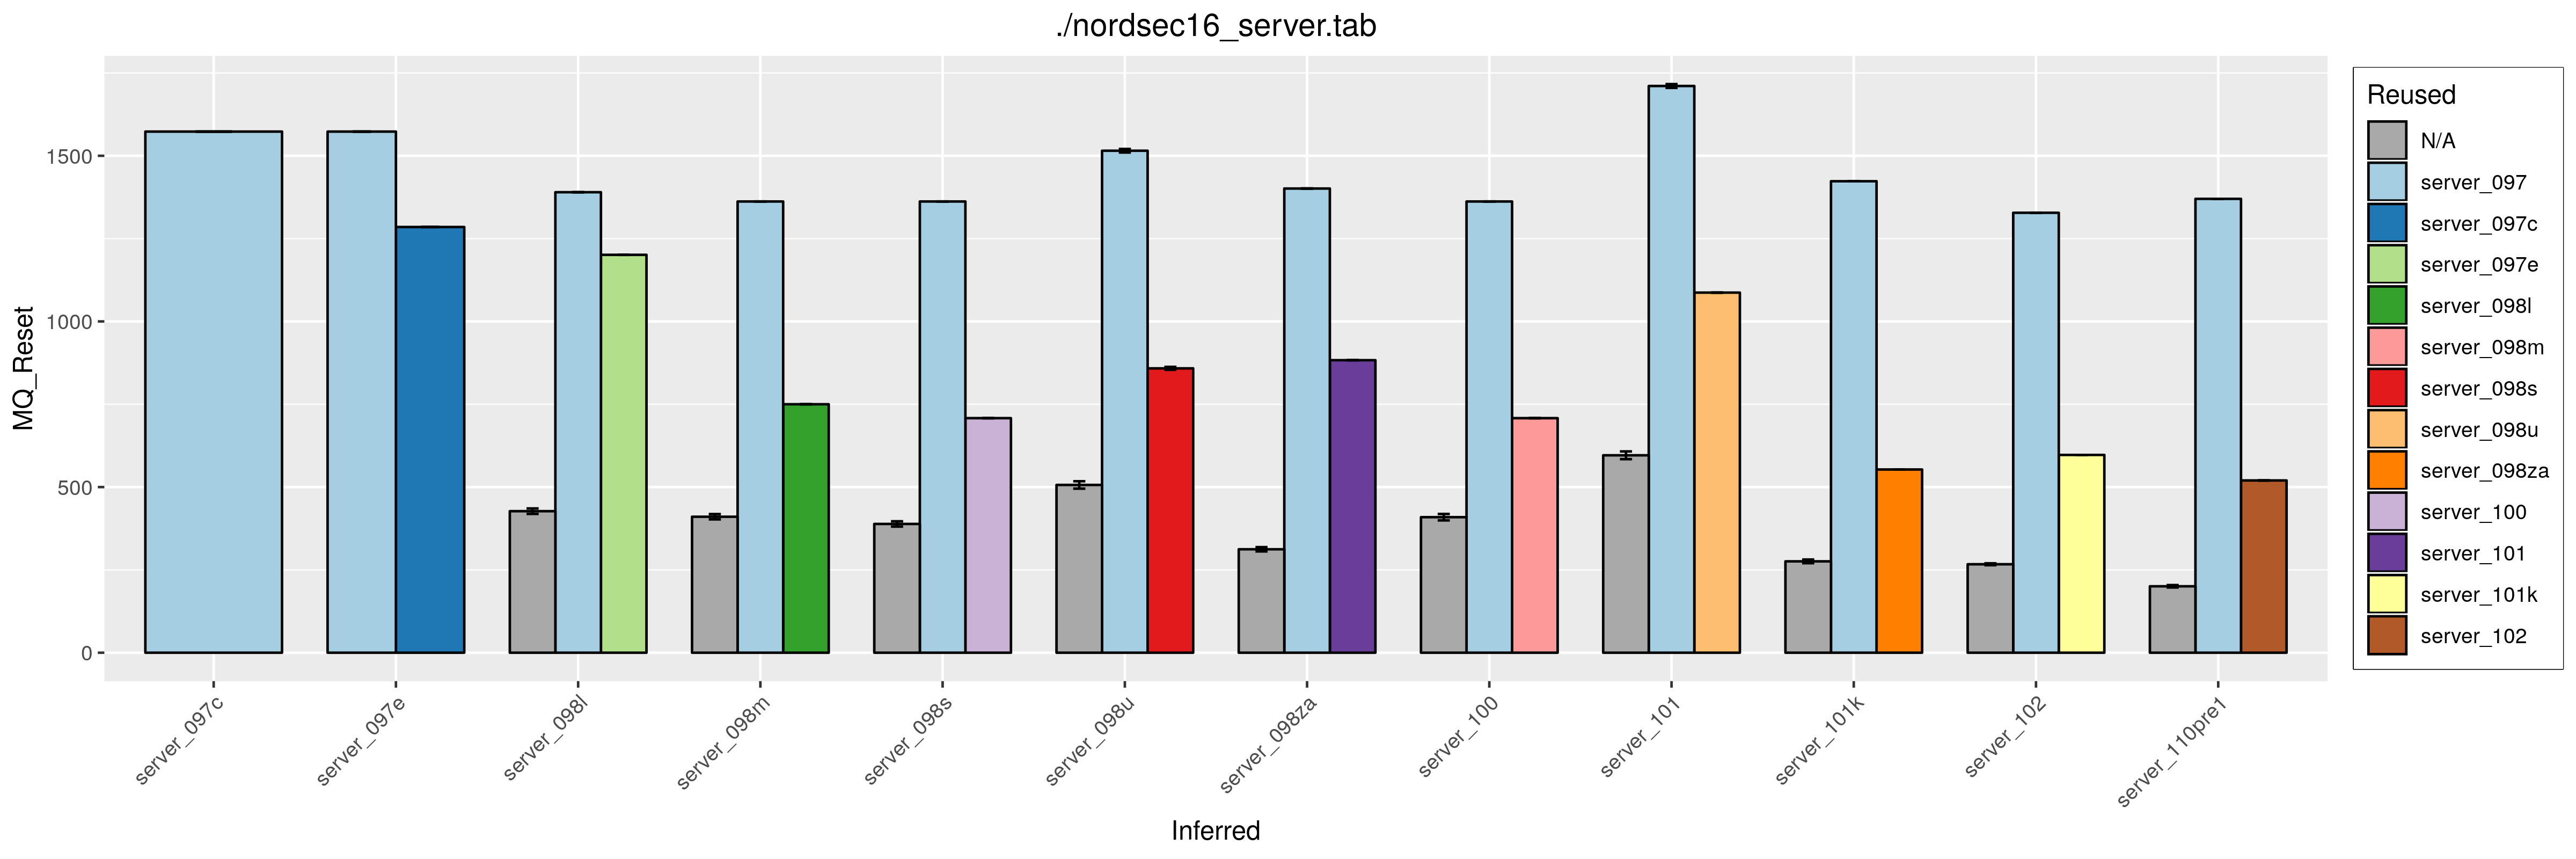 ./nordsec16_server.tab
MQ_Reset
1500
1000
500
0
server_097c
server_097e
server_098l
server_098m
server_098s
server_098u
server_098za
server_100
server_101
server_101k
server_102
server_110pre1
Inferred
Reused
N/A
server_097
server_097c
server_097e
server_098l
server_098m
server_098s
server_098u
server_098za
server_100
server_101
server_101k
server_102